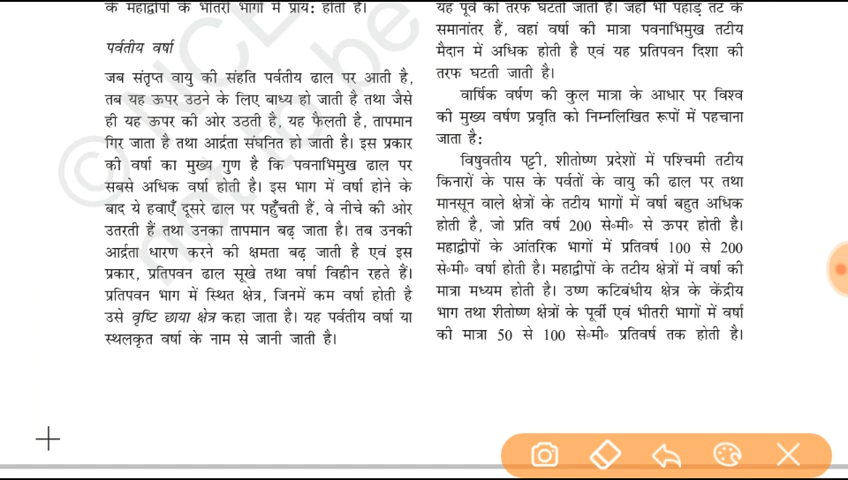 के महाद्वीपों के भीतरी भागों में प्राय: होती है।
पर्वतीय वर्षा
जब संतृप्त वायु की संहति पर्वतीय ढाल पर आती है,
तब यह ऊपर उठने के लिए बाध्य हो जाती है तथा जैसे
ही यह ऊपर की ओर उठती है, यह फैलती है, तापमान
गिर जाता है तथा आर्द्रता संघनित हो जाती है। इस प्रकार
की वर्षा का मुख्य गुण है कि पवनाभिमुख ढाल पर
सबसे अधिक वर्षा होती है। इस भाग में वर्षा होने के
बाद ये हवाएँ दूसरे ढाल पर पहुँचती हैं, वे नीचे की ओर
उतरती हैं तथा उनका तापमान बढ़ जाता है। तब उनकी
आर्द्रता धारण करने की क्षमता बढ़ जाती है एवं इस
प्रकार, प्रतिपवन ढाल सूखे तथा वर्षा विहीन रहते हैं।
प्रतिपवन भाग में स्थित क्षेत्र, जिनमें कम वर्षा होती है
उसे वृष्टि छाया क्षेत्र कहा जाता है। यह पर्वतीय वर्षा या
स्थलकृत वर्षा के नाम से जानी जाती है।
यह पूर्व की तरफ घटती जाती है। जहाँ भी पहाड़ तट के
समानांतर हैं, वहां वर्षा की मात्रा पवनाभिमुख तटीय
मैदान में अधिक होती है एवं यह प्रतिपवन दिशा की
तरफ घटती जाती है।
वार्षिक वर्षण की कुल मात्रा के आधार पर विश्व
की मुख्य वर्षण प्रवृति को निम्नलिखित रूपों में पहचाना
जाता है:
विषुवतीय पट्टी, शीतोष्ण प्रदेशों में पश्चिमी तटीय
किनारों के पास के पर्वतों के वायु की ढाल पर तथा
मानसून वाले क्षेत्रों के तटीय भागों में वर्षा बहुत अधिक
होती है, जो प्रति वर्ष 200 से॰मी॰ से ऊपर होती है।
महाद्वीपों के आंतरिक भागों में प्रतिवर्ष 100 से 200
से॰मी॰ वर्षा होती है। महाद्वीपों के तटीय क्षेत्रों में वर्षा की
मात्रा मध्यम होती है। उष्ण कटिबंधीय क्षेत्र के केंद्रीय
भाग तथा शीतोष्ण क्षेत्रों के पूर्वी एवं भीतरी भागों में वर्षा
की मात्रा 50 से 100 से॰मी॰ प्रतिवर्ष तक होती है।
© NCE
not to be